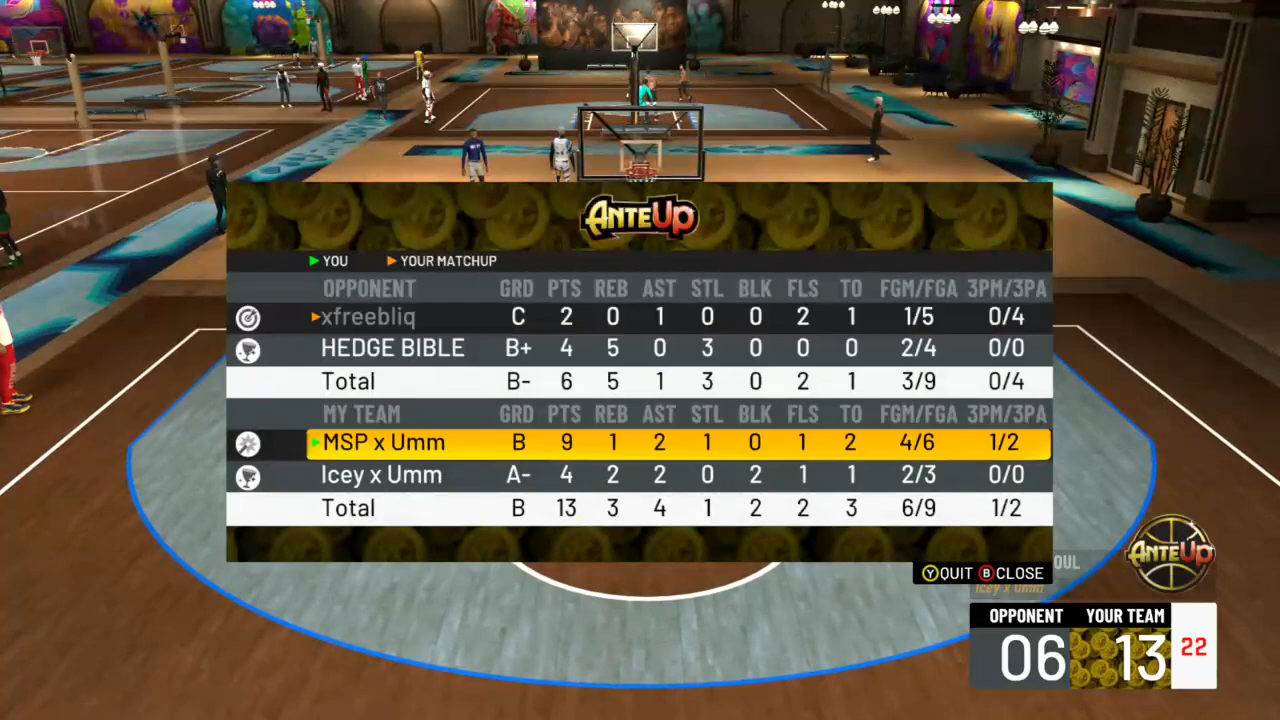 ANTEUP
YOU YOUR MATCHUP
OPPONENT GRD PTS REB AST STL BLK FLS TO FGM/FGA 3PM/3PA
xfreebliq C 2 0 1 0 0 2 1 1/5 0/4
HEDGE BIBLE B+ 4 5 0 3 0 0 0 2/4 0/0
Total B- 6 5 1 3 0 2 1 3/9 0/4
MY TEAM GRD PTS REB AST STL BLK FLS TO FGM/FGA 3PM/3PA
MSP x Umm B 9 1 2 1 0 1 2 4/6 1/2
Icey x Umm A- 4 2 2 0 2 1 1 2/3 0/0
Total B 13 3 4 1 2 2 3 6/9 1/2
Y QUIT B CLOSE
OUL
Icey x Umm
ANTEUP
OPPONENT YOUR TEAM
06 13 22